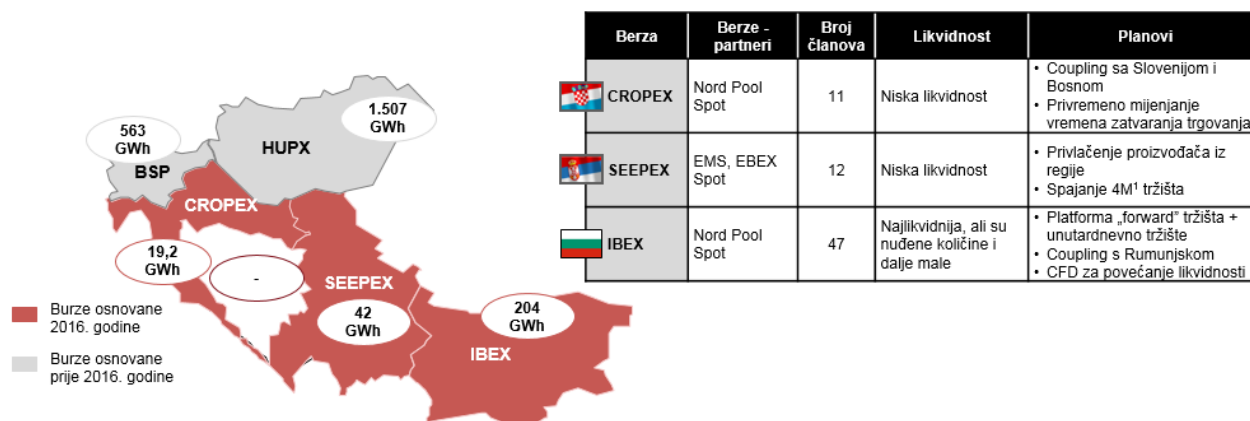 1.507
GWh
563
GWh
HUPX
BSP
CROPEX
19,2
GWh
-
SEEPEX
42
GWh
204
GWh
IBEX
Burze osnovane
2016. godine
Burze osnovane
prije 2016. godine
Berza
Berze -
partneri
Broj
članova
Likvidnost
Planovi
CROPEX
Nord Pool
Spot
11
Niska likvidnost
• Coupling sa Slovenijom i
Bosnom
• Privremeno mijenjanje
vremena zatvaranja trgovanja
SEEPEX
EMS, EBEX
Spot
12
Niska likvidnost
• Privlačenje proizvođača iz
regije
• Spajanje 4M¹ tržišta
IBEX
Nord Pool
Spot
47
Najlikvidnija, ali su
nuđene količine i
dalje male
• Platforma „forward” tržišta +
unutardnevno tržište
• Coupling s Rumunjskom
• CFD za povećanje likvidnosti